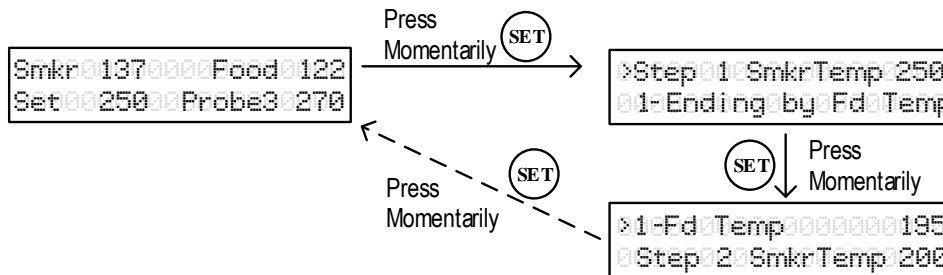 Press
Momentarily SET
Smkr 137 Food 122
Set 250 Probe3 270
>Step 1 SmkrTemp 250
1-Ending by Fd Temp
SET Press
Momentarily
SET
Press
Momentarily
>1-Fd Temp 195
Step 2 SmkrTemp 200